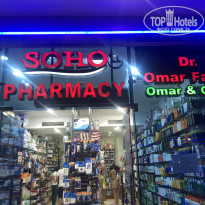 TOP Hotels
SOHO
PHARMACY
Dr.
Omar Fa
Omar &